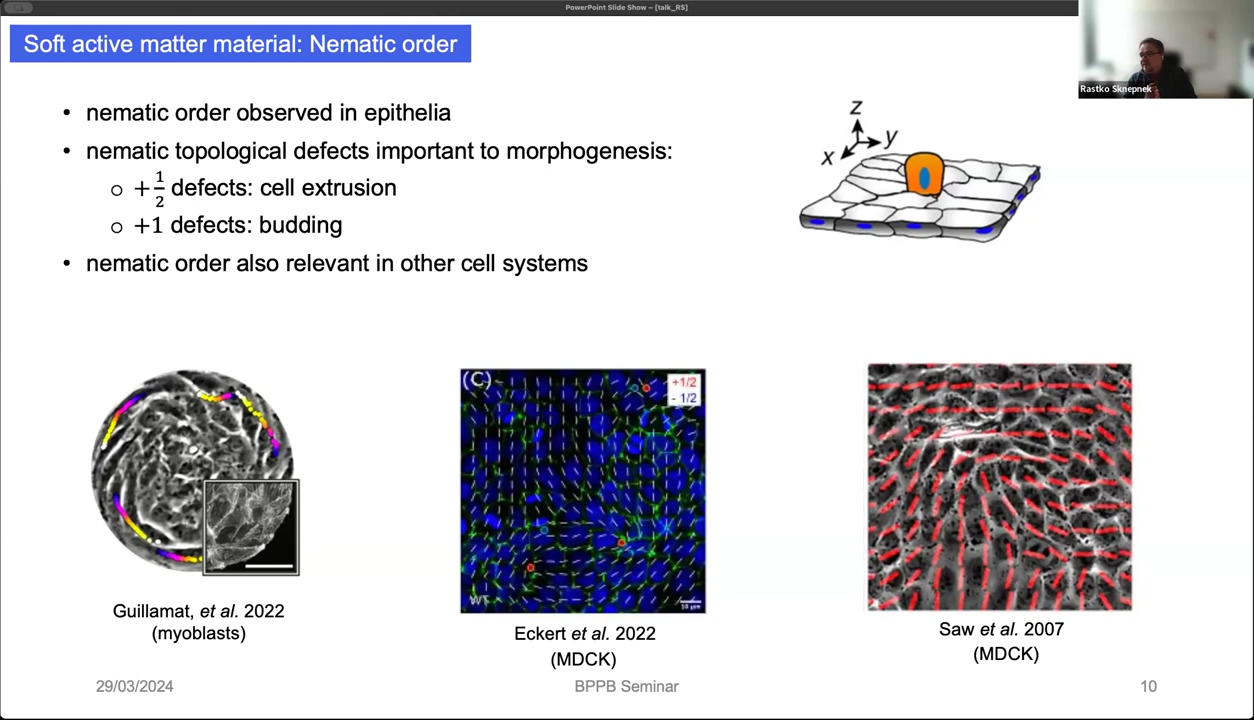 PowerPoint Slide Show – [talk_RS]
Soft active matter material: Nematic order
Rastko Sknepnek
• nematic order observed in epithelia
• nematic topological defects important to morphogenesis:
o +1/2 defects: cell extrusion
o +1 defects: budding
• nematic order also relevant in other cell systems
z
y
x
(C)
+1/2
- 1/2
WT
10 μm
Guillamat, et al. 2022
(myoblasts)
Eckert et al. 2022
(MDCK)
Saw et al. 2007
(MDCK)
29/03/2024
BPPB Seminar
10